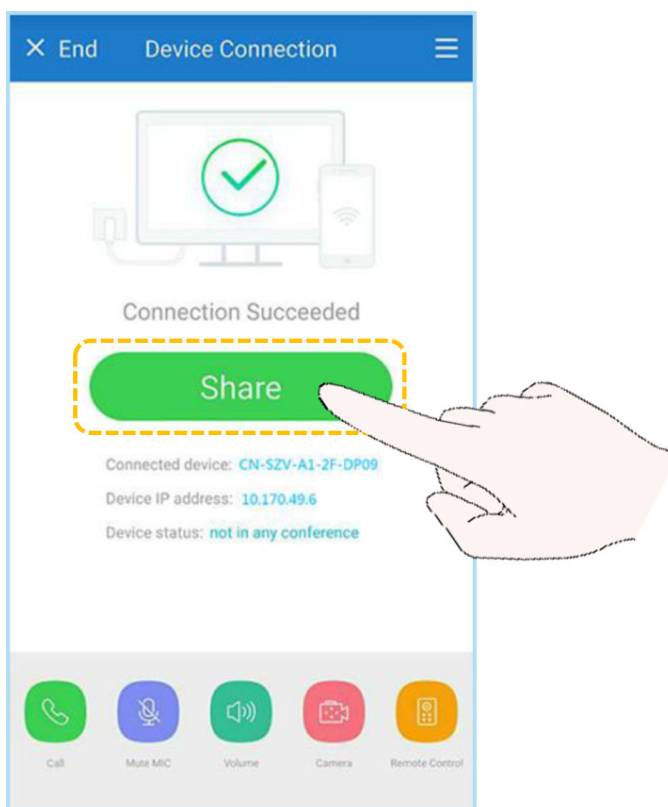 × End Device Connection
Connection Succeeded
Share
Connected device: CN-SZV-A1-2F-DP09
Device IP address: 10.170.49.6
Device status: not in any conference
Call Mute MIC Volume Camera Remote Control